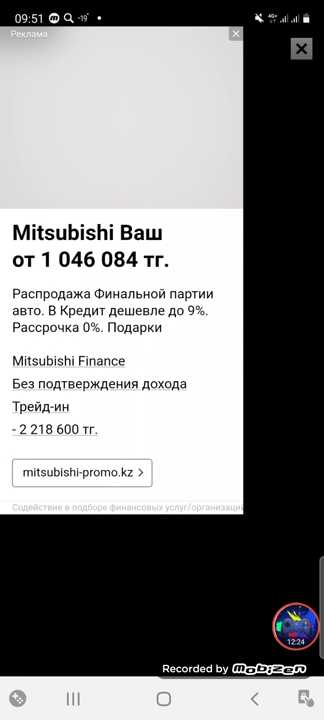 09:51 -19° 4G+
Реклама
Mitsubishi Ваш
от 1 046 084 тг.
Распродажа Финальной партии
авто. В Кредит дешевле до 9%.
Рассрочка 0%. Подарки
Mitsubishi Finance
Без подтверждения дохода
Трейд-ин
- 2 218 600 тг.
mitsubishi-promo.kz
Содействие в подборе финансовых услуг/организаций
12:24
Recorded by mobizen